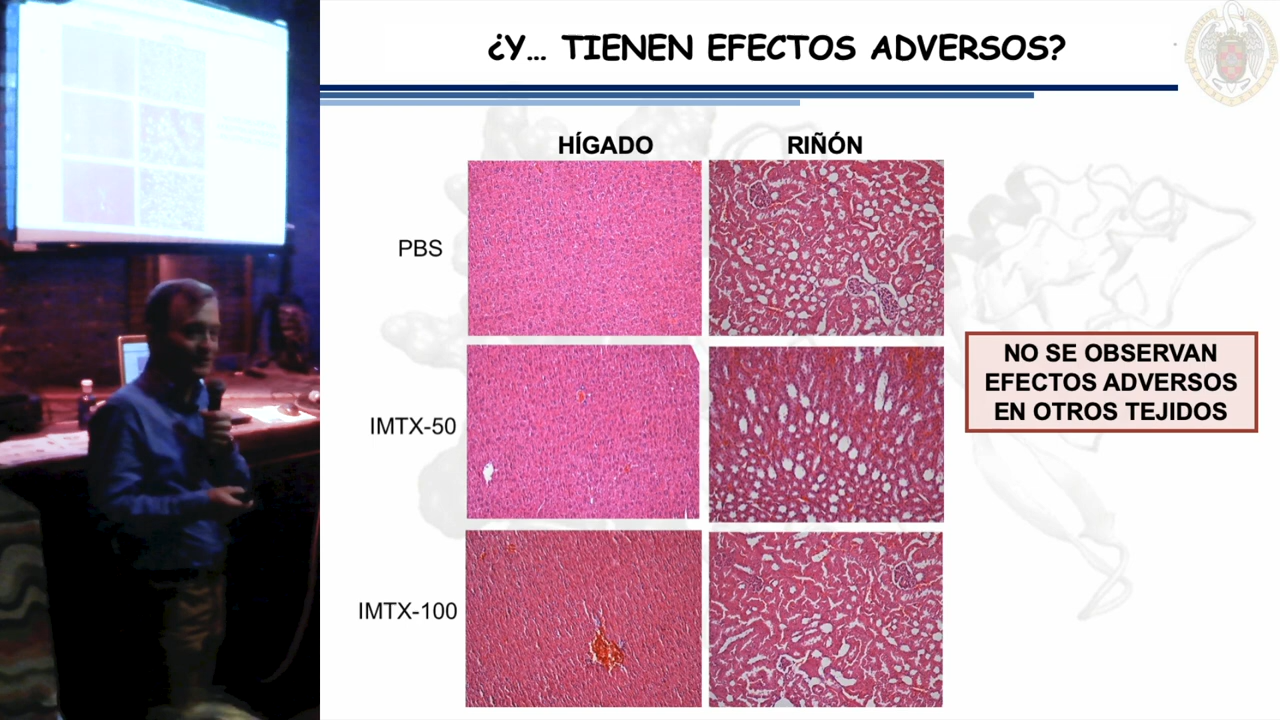 ¿Y… TIENEN EFECTOS ADVERSOS?
HÍGADO
RIÑÓN
PBS
IMTX-50
IMTX-100
NO SE OBSERVAN
EFECTOS ADVERSOS
EN OTROS TEJIDOS